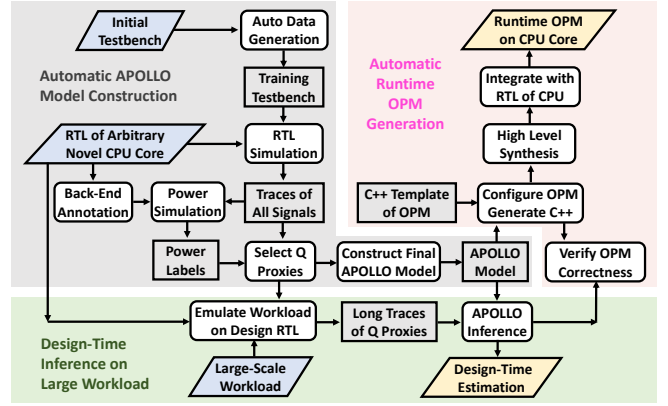 Initial
Testbench
Auto Data
Generation
Runtime OPM
on CPU Core
Automatic APOLLO
Model Construction
Training
Testbench
Automatic
Runtime
OPM
Generation
Integrate with
RTL of CPU
RTL of Arbitrary
Novel CPU Core
RTL
Simulation
High Level
Synthesis
Back-End
Annotation
Power
Simulation
Traces of
All Signals
C++ Template
of OPM
Configure OPM
Generate C++
Power
Labels
Select Q
Proxies
Construct Final
APOLLO Model
APOLLO
Model
Verify OPM
Correctness
Design-Time
Inference on
Large Workload
Emulate Workload
on Design RTL
Long Traces
of Q Proxies
APOLLO
Inference
Large-Scale
Workload
Design-Time
Estimation